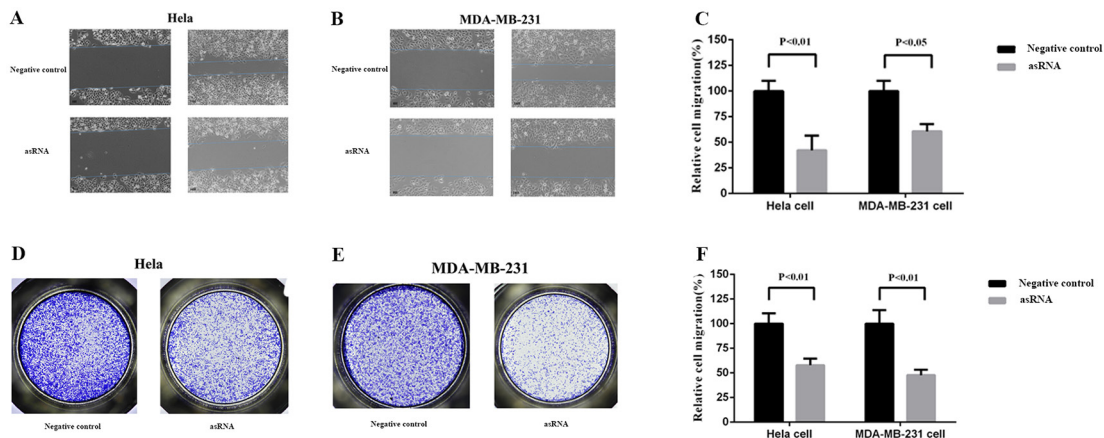 A
Hela
Negative control
asRNA
B
MDA-MB-231
Negative control
asRNA
C
Relative cell migration(%)
150
125
100
75
50
25
0
P<0.01
P<0.05
Hela cell
MDA-MB-231 cell
Negative control
asRNA
D
Hela
Negative control
asRNA
E
MDA-MB-231
Negative control
asRNA
F
Relative cell migration(%)
150
100
50
0
P<0.01
P<0.01
Hela cell
MDA-MB-231 cell
Negative control
asRNA